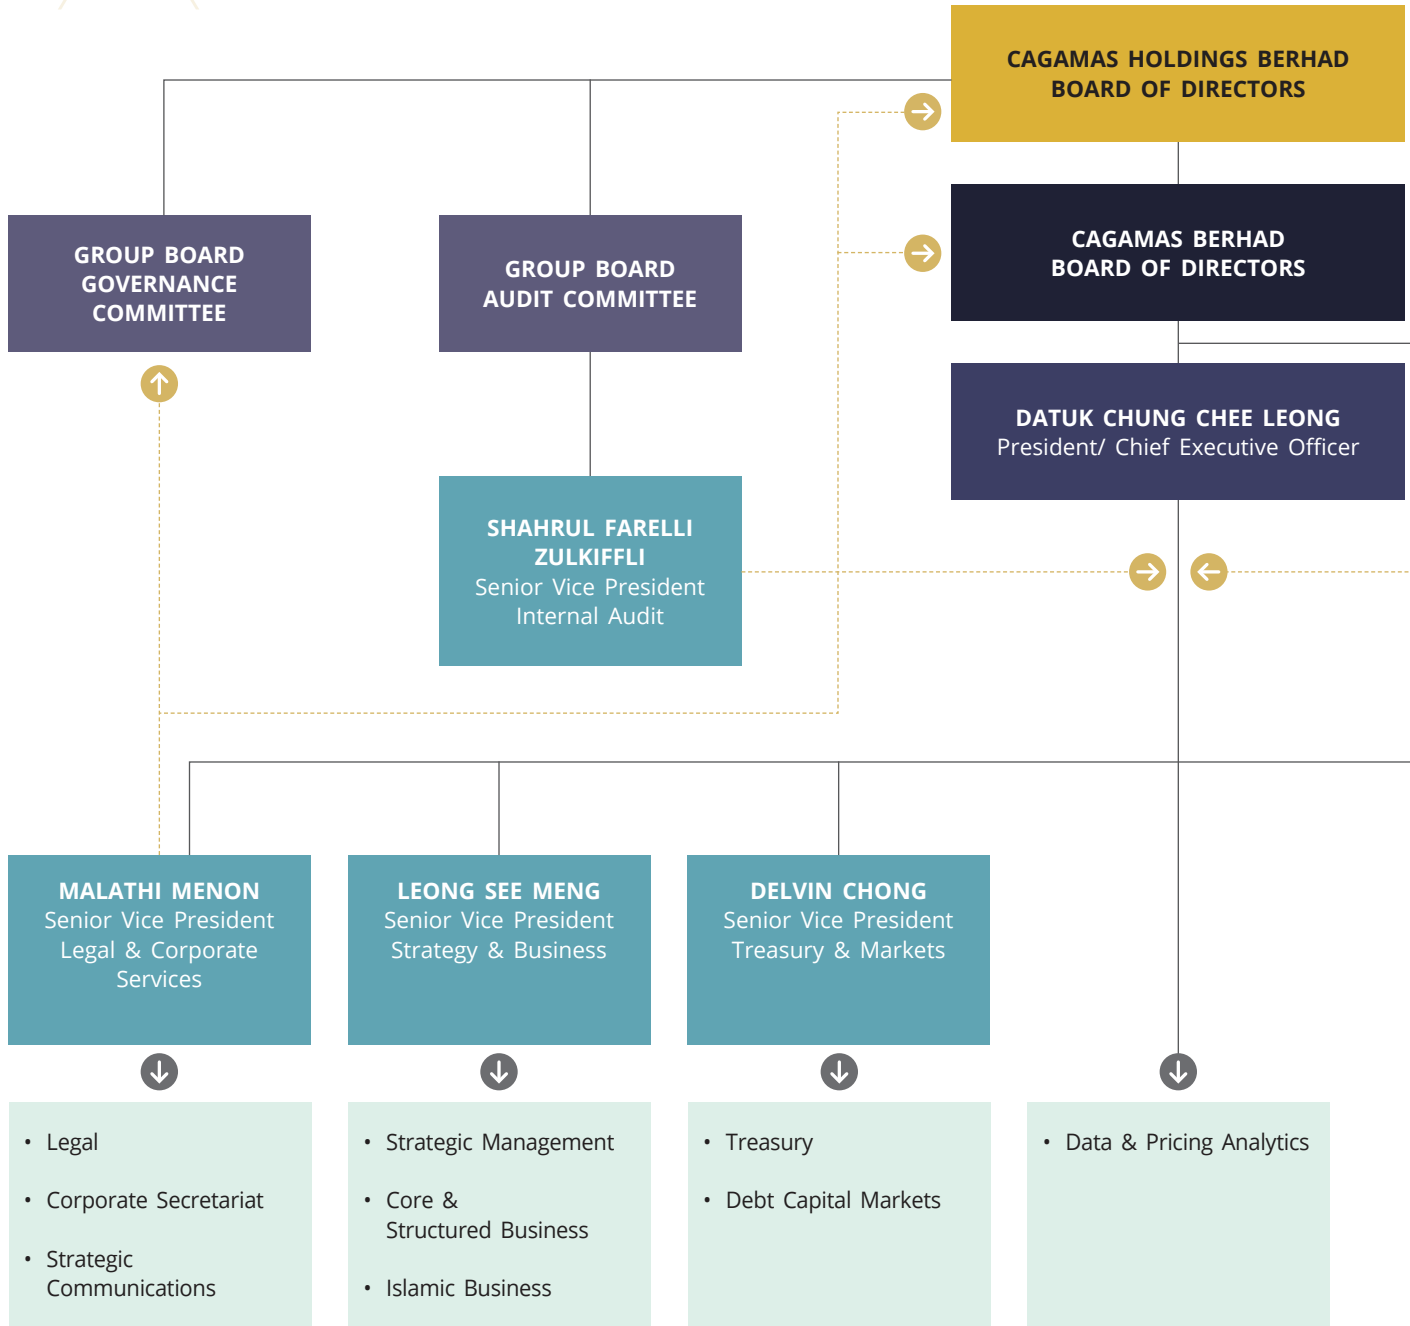 CAGAMAS HOLDINGS BERHAD
BOARD OF DIRECTORS
GROUP BOARD
GOVERNANCE
COMMITTEE
GROUP BOARD
AUDIT COMMITTEE
CAGAMAS BERHAD
BOARD OF DIRECTORS
DATUK CHUNG CHEE LEONG
President/ Chief Executive Officer
SHAHRUL FARELLI
ZULKIFFLI
Senior Vice President
Internal Audit
MALATHI MENON
Senior Vice President
Legal & Corporate
Services
LEONG SEE MENG
Senior Vice President
Strategy & Business
DELVIN CHONG
Senior Vice President
Treasury & Markets
• Legal
• Corporate Secretariat
• Strategic
Communications
• Strategic Management
• Core &
Structured Business
• Islamic Business
• Treasury
• Debt Capital Markets
• Data & Pricing Analytics